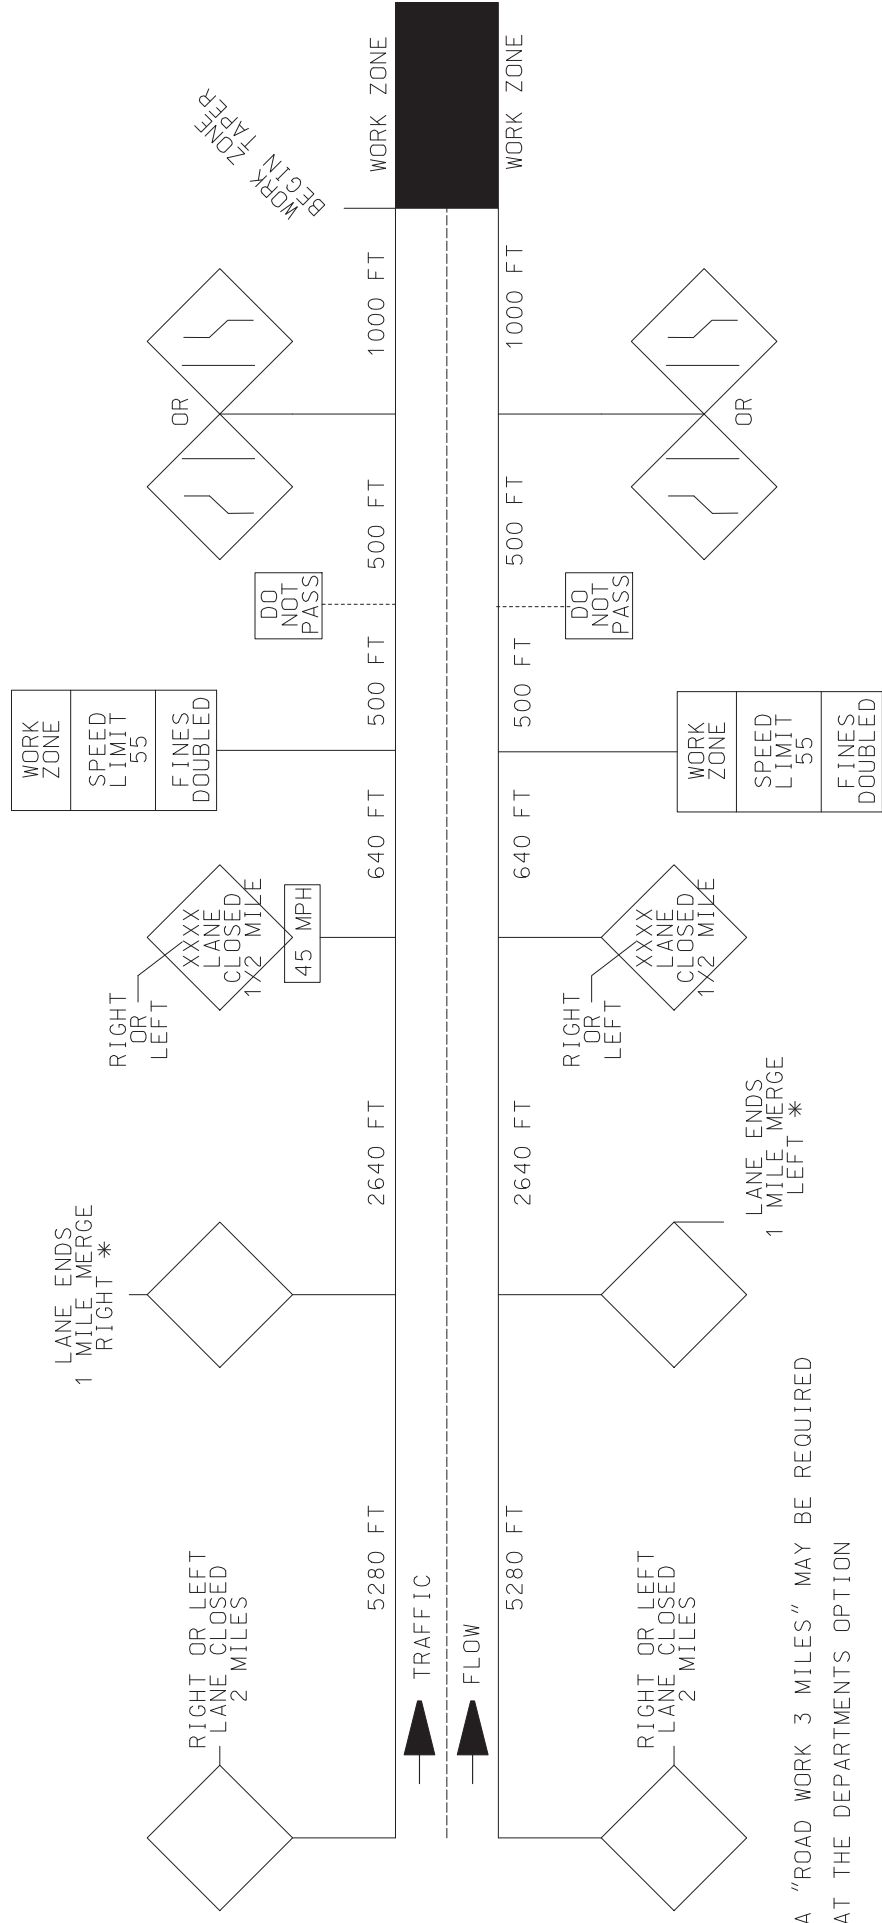 RIGHT OR LEFT
LANE CLOSED
2 MILES
LANE ENDS
1 MILE MERGE
RIGHT *
RIGHT
OR
LEFT
XXXX
LANE
CLOSED
1/2 MILE
45 MPH
WORK
ZONE
SPEED
LIMIT
55
FINES
DOUBLED
DO
NOT
PASS
OR
WORK ZONE
BEGIN TAPER
5280 FT
2640 FT
640 FT
500 FT
500 FT
1000 FT
WORK ZONE
TRAFFIC
FLOW
5280 FT
2640 FT
640 FT
500 FT
500 FT
1000 FT
WORK ZONE
RIGHT OR LEFT
LANE CLOSED
2 MILES
LANE ENDS
1 MILE MERGE
LEFT *
RIGHT
OR
LEFT
XXXX
LANE
CLOSED
1/2 MILE
WORK
ZONE
SPEED
LIMIT
55
FINES
DOUBLED
DO
NOT
PASS
OR
A "ROAD WORK 3 MILES" MAY BE REQUIRED
AT THE DEPARTMENTS OPTION